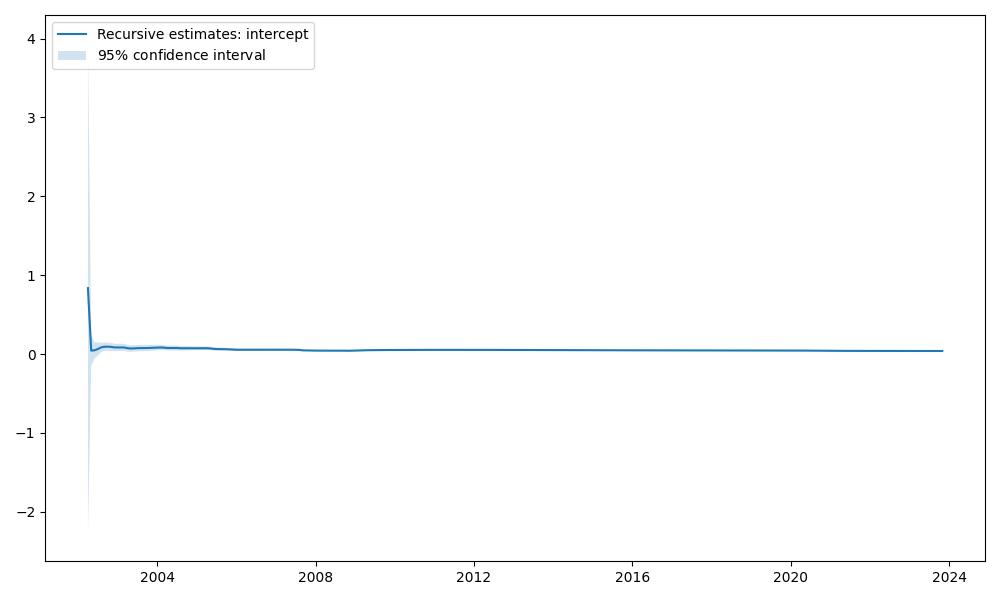 Recursive estimates: intercept
95% confidence interval
4
3
2
1
0
−1
−2
2004 2008 2012 2016 2020 2024